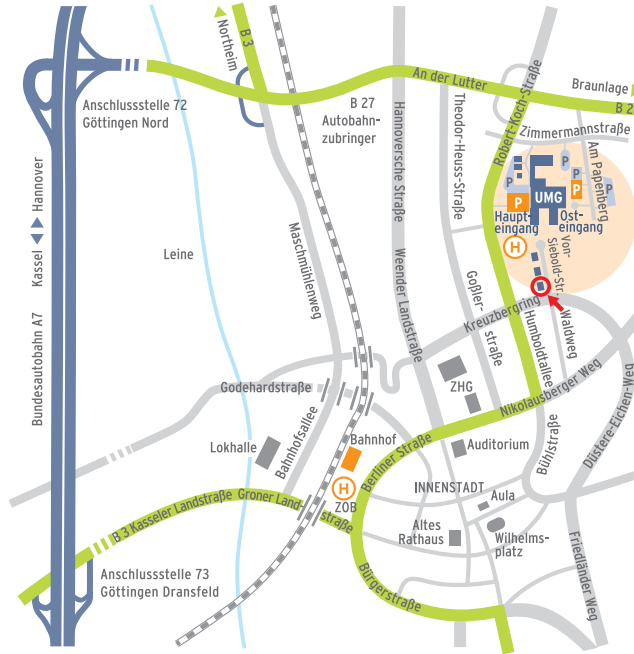 Northeim
B 3
Anschlussstelle 72
Göttingen Nord
B 27
Autobahn-
zubringer
An der Lutter
Braunlage
B 2
Hannoversche Straße
Theodor-Heuss-Straße
Robert-Koch-Straße
Zimmermannstraße
Am Papenberg
P
P
P
P
P
P
UMG
Haupt-
eingang
Ost-
eingang
H
Von-
Siebold-Str.
Kassel
Hannover
Bundesautobahn A7
Leine
Maschmühlenweg
Weender Landstraße
Goßler-
straße
Kreuzbergring
Humboldtallee
Waldweg
Nikolausberger Weg
Düstere-Eichen-Weg
Godehardstraße
ZHG
Lokhalle
Bahnhofsallee
Bahnhof
H
ZOB
Berliner Straße
Auditorium
Bühlstraße
INNENSTADT
Aula
Altes
Rathaus
Wilhelms-
platz
B 3 Kasseler Landstraße
Groner Land-
straße
Anschlussstelle 73
Göttingen Dransfeld
Bürgerstraße
Friedländer Weg